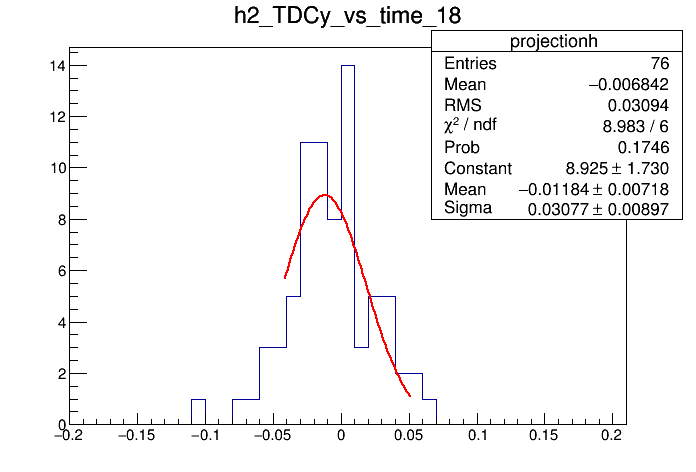 h2_TDCy_vs_time_18
projectionh
Entries 76
Mean −0.006842
RMS 0.03094
χ² / ndf 8.983 / 6
Prob 0.1746
Constant 8.925 ± 1.730
Mean −0.01184 ± 0.00718
Sigma 0.03077 ± 0.00897
14
12
10
8
6
4
2
0
−0.2 −0.15 −0.1 −0.05 0 0.05 0.1 0.15 0.2